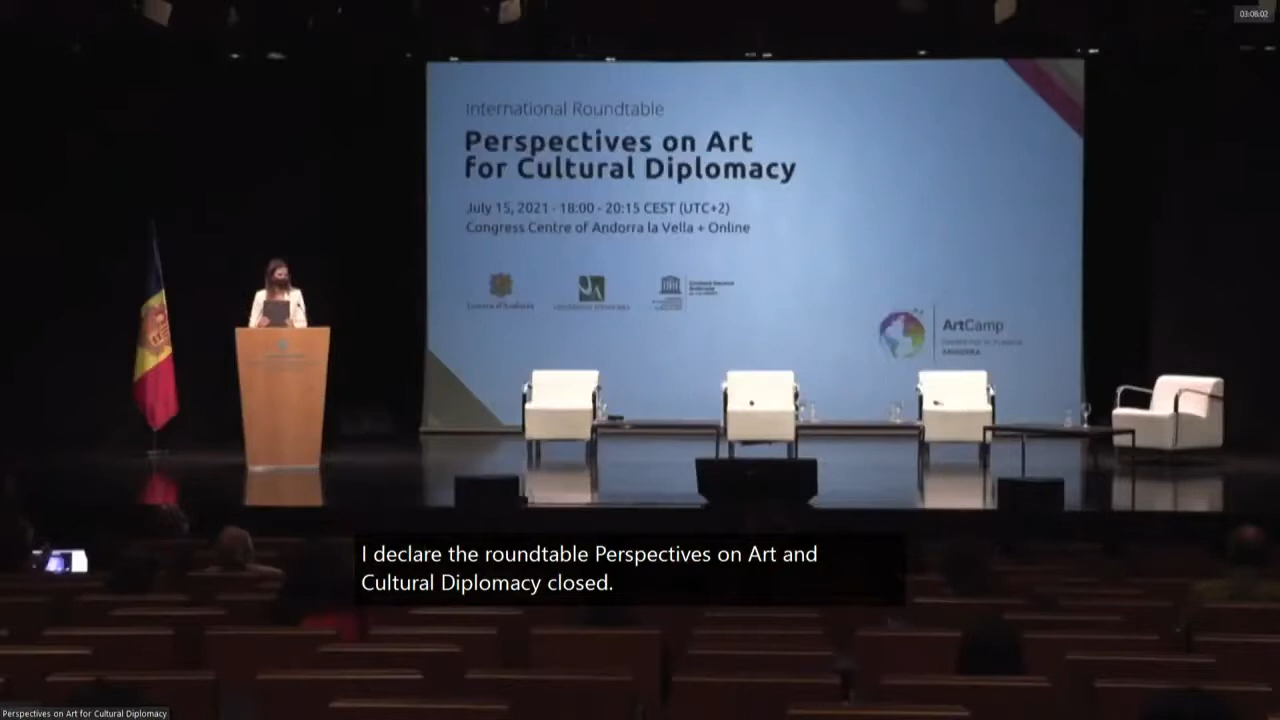 03:06:02
International Roundtable
Perspectives on Art
for Cultural Diplomacy
July 15, 2021 - 18:00 - 20:15 CEST (UTC+2)
Congress Centre of Andorra la Vella + Online
ArtCamp
ANDORRA
I declare the roundtable Perspectives on Art and
Cultural Diplomacy closed.
Perspectives on Art for Cultural Diplomacy